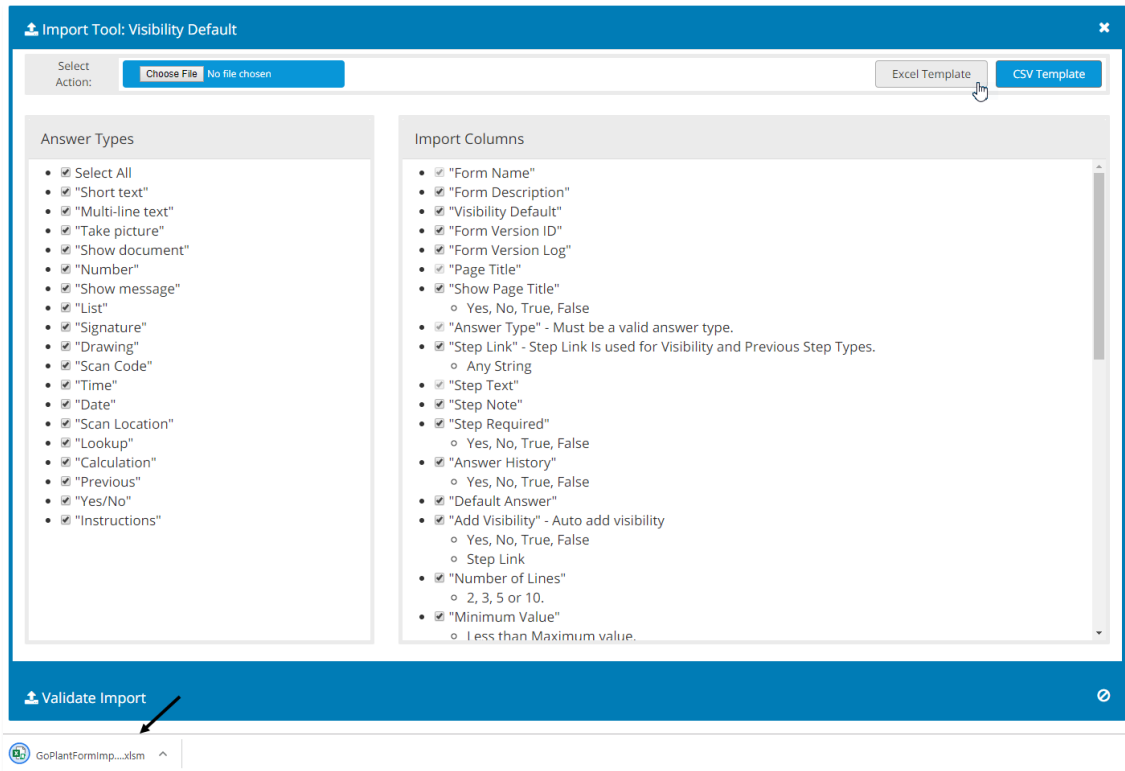 Import Tool: Visibility Default
Select
Action:
Choose File No file chosen
Excel Template
CSV Template
Answer Types
Select All
"Short text"
"Multi-line text"
"Take picture"
"Show document"
"Number"
"Show message"
"List"
"Signature"
"Drawing"
"Scan Code"
"Time"
"Date"
"Scan Location"
"Lookup"
"Calculation"
"Previous"
"Yes/No"
"Instructions"
Import Columns
"Form Name"
"Form Description"
"Visibility Default"
"Form Version ID"
"Form Version Log"
"Page Title"
"Show Page Title"
Yes, No, True, False
"Answer Type" - Must be a valid answer type.
"Step Link" - Step Link Is used for Visibility and Previous Step Types.
Any String
"Step Text"
"Step Note"
"Step Required"
Yes, No, True, False
"Answer History"
Yes, No, True, False
"Default Answer"
"Add Visibility" - Auto add visibility
Yes, No, True, False
Step Link
"Number of Lines"
2, 3, 5 or 10.
"Minimum Value"
Less than Maximum value.
Validate Import
GoPlantFormImp....xlsm